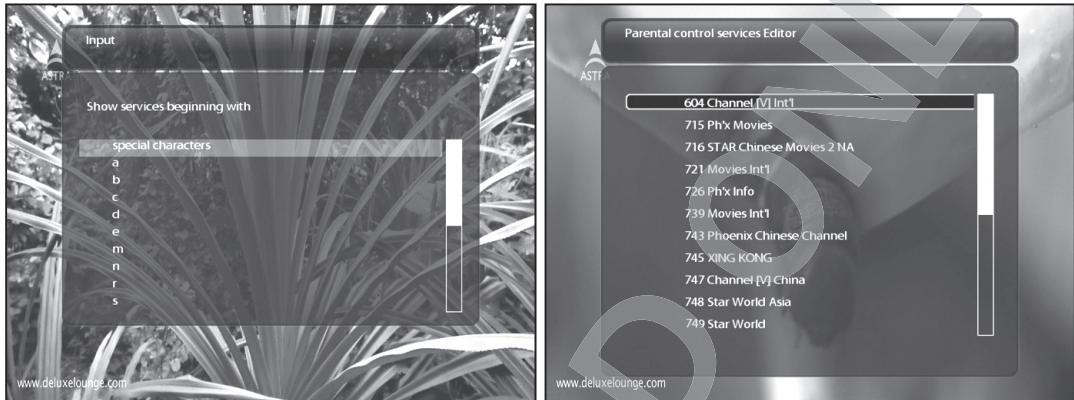 Input
ASTRA
Show services beginning with
special characters
a
b
c
d
e
m
n
r
s
www.deluxelounge.com
Parental control services Editor
ASTRA
604 Channel [V] Int'l
715 Ph'x Movies
716 STAR Chinese Movies 2 NA
721 Movies Int'l
726 Ph'x Info
739 Movies Int'l
743 Phoenix Chinese Channel
745 XING KONG
747 Channel [V] China
748 Star World Asia
749 Star World
www.deluxelounge.com